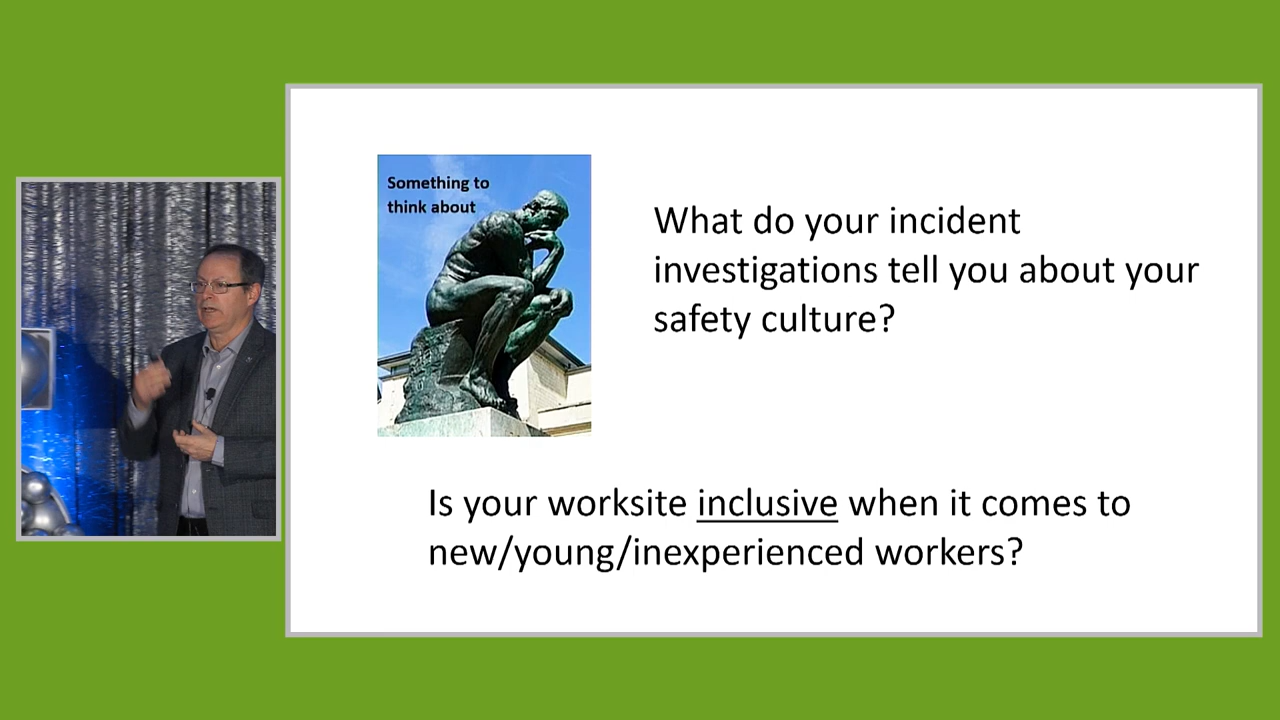 Something to
think about
What do your incident
investigations tell you about your
safety culture?
Is your worksite inclusive when it comes to
new/young/inexperienced workers?